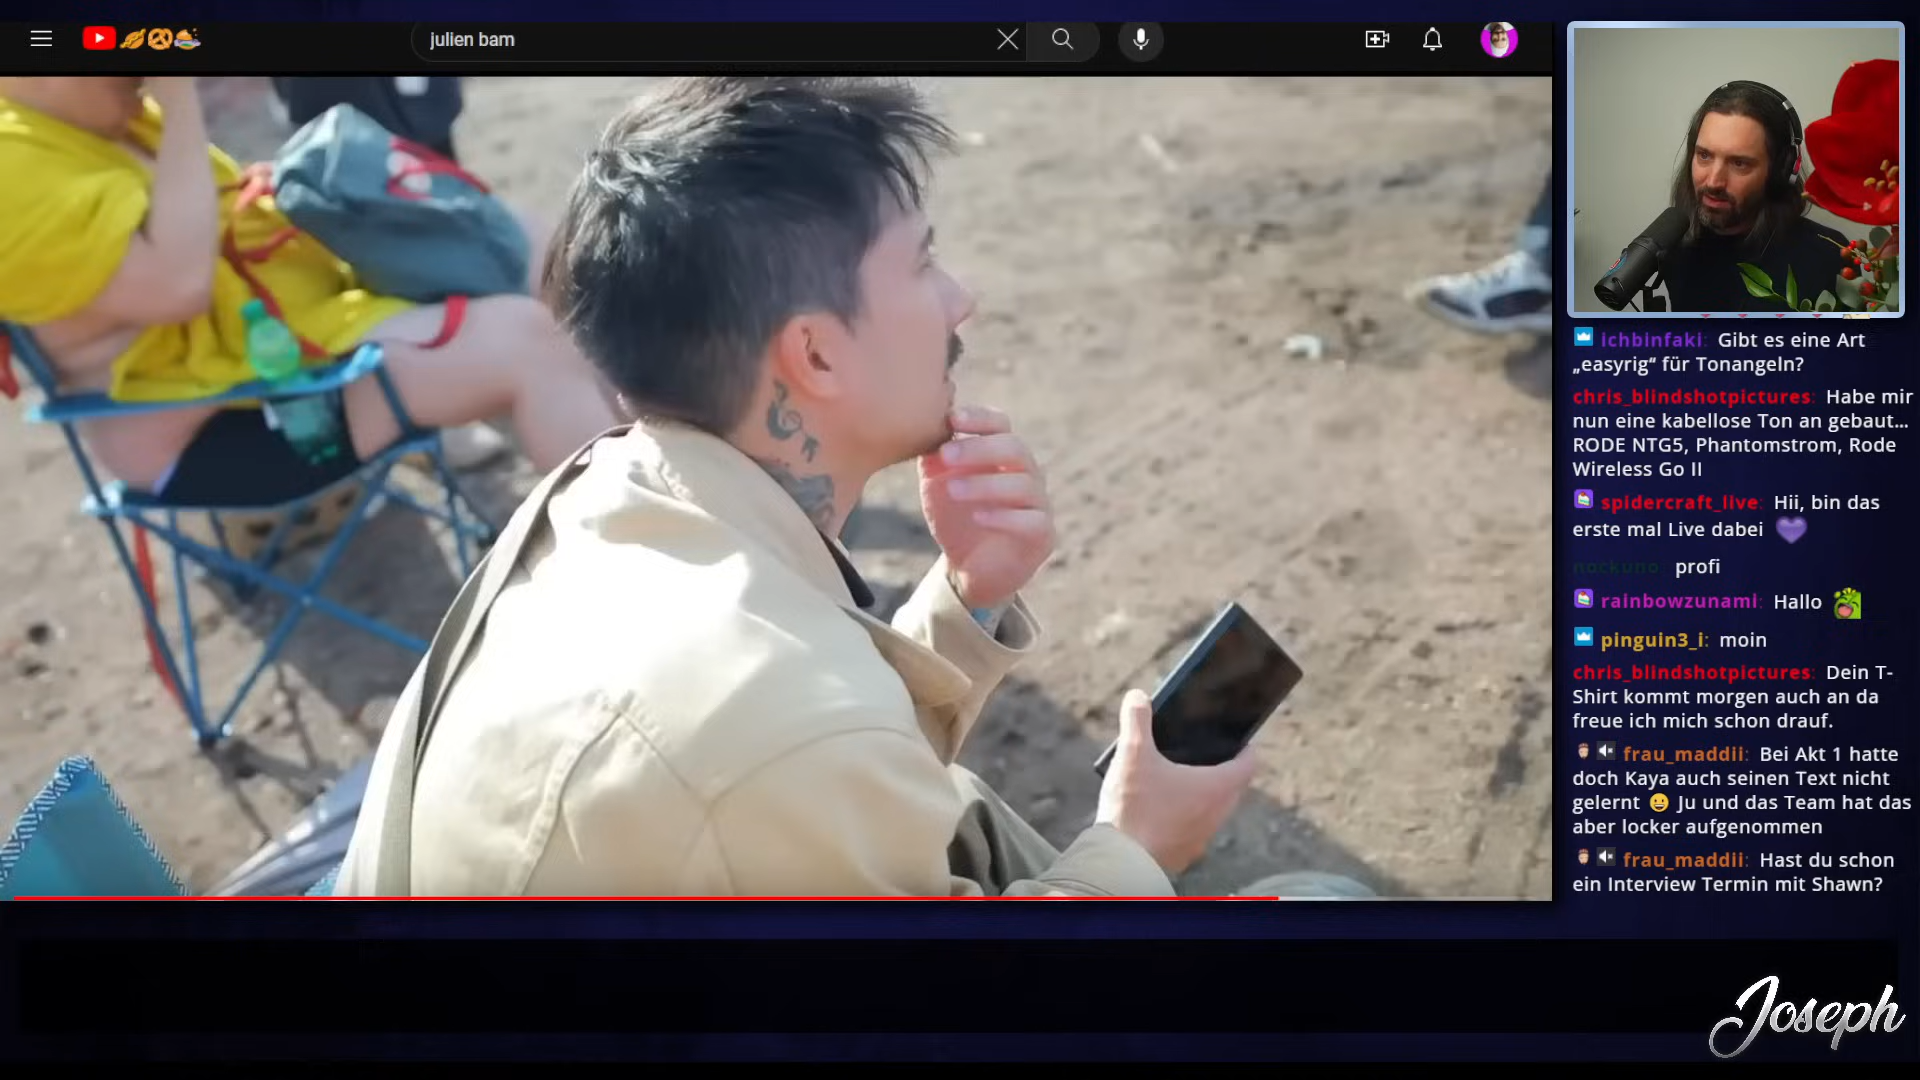 julien bam
ichbinfaki: Gibt es eine Art
„easyrig“ für Tonangeln?
chris_blindshotpictures: Habe mir
nun eine kabellose Ton an gebaut...
RODE NTG5, Phantomstrom, Rode
Wireless Go II
spidercraft_live: Hii, bin das
erste mal Live dabei
nockuno: profi
rainbowzunami: Hallo
pinguin3_i: moin
chris_blindshotpictures: Dein T-
Shirt kommt morgen auch an da
freue ich mich schon drauf.
frau_maddii: Bei Akt 1 hatte
doch Kaya auch seinen Text nicht
gelernt 😀 Ju und das Team hat das
aber locker aufgenommen
frau_maddii: Hast du schon
ein Interview Termin mit Shawn?
Joseph